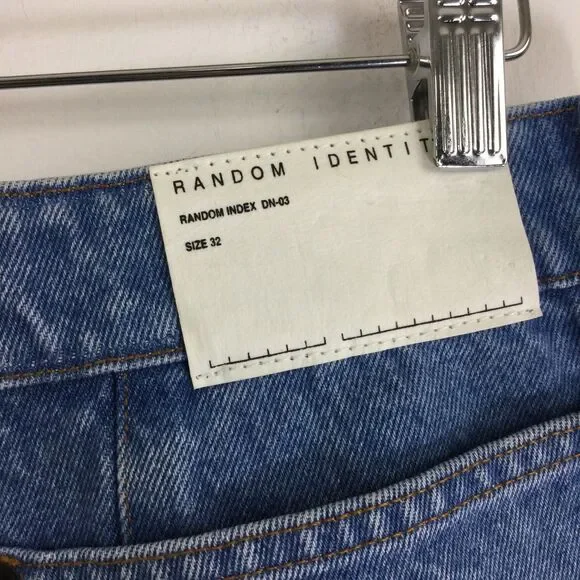 RANDOM IDENTIT
RANDOM INDEX DN-03
SIZE 32